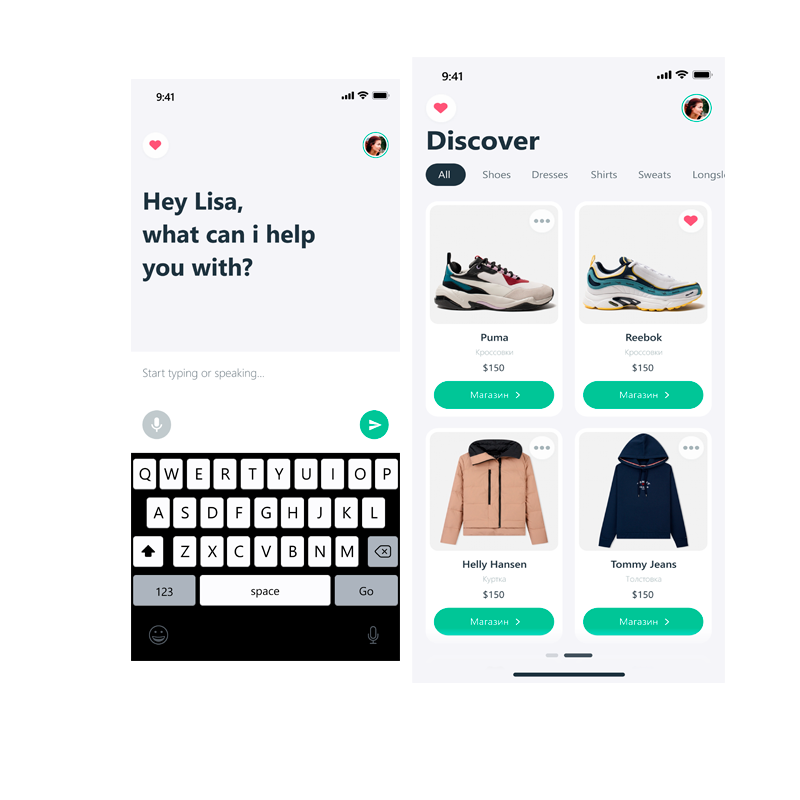 9:41
Hey Lisa,
what can i help
you with?
Start typing or speaking...
Q W E R T Y U I O P
A S D F G H J K L
Z X C V B N M
123 space Go
9:41
Discover
All Shoes Dresses Shirts Sweats Longsl
Puma Reebok
Кроссовки Кроссовки
$150 $150
Магазин Магазин
Helly Hansen Tommy Jeans
Куртка Толстовка
$150 $150
Магазин Магазин